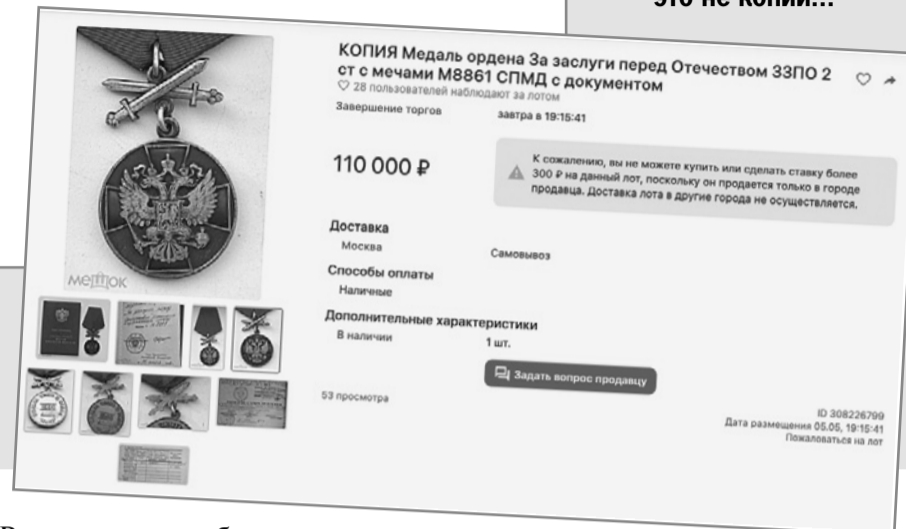 это не копии...
КОПИЯ Медаль ордена За заслуги перед Отечеством ЗЗПО 2
ст с мечами М8861 СПМД с документом
28 пользователей наблюдают за лотом
Завершение торгов
завтра в 19:15:41
110 000 ₽
К сожалению, вы не можете купить или сделать ставку более
300 ₽ на данный лот, поскольку он продается только в городе
продавца. Доставка лота в другие города не осуществляется.
Доставка
Москва
Самовывоз
Способы оплаты
Наличные
Дополнительные характеристики
В наличии
1 шт.
Задать вопрос продавцу
53 просмотра
ID 308226799
Дата размещения 05.05, 19:15:41
Пожаловаться на лот
мешок